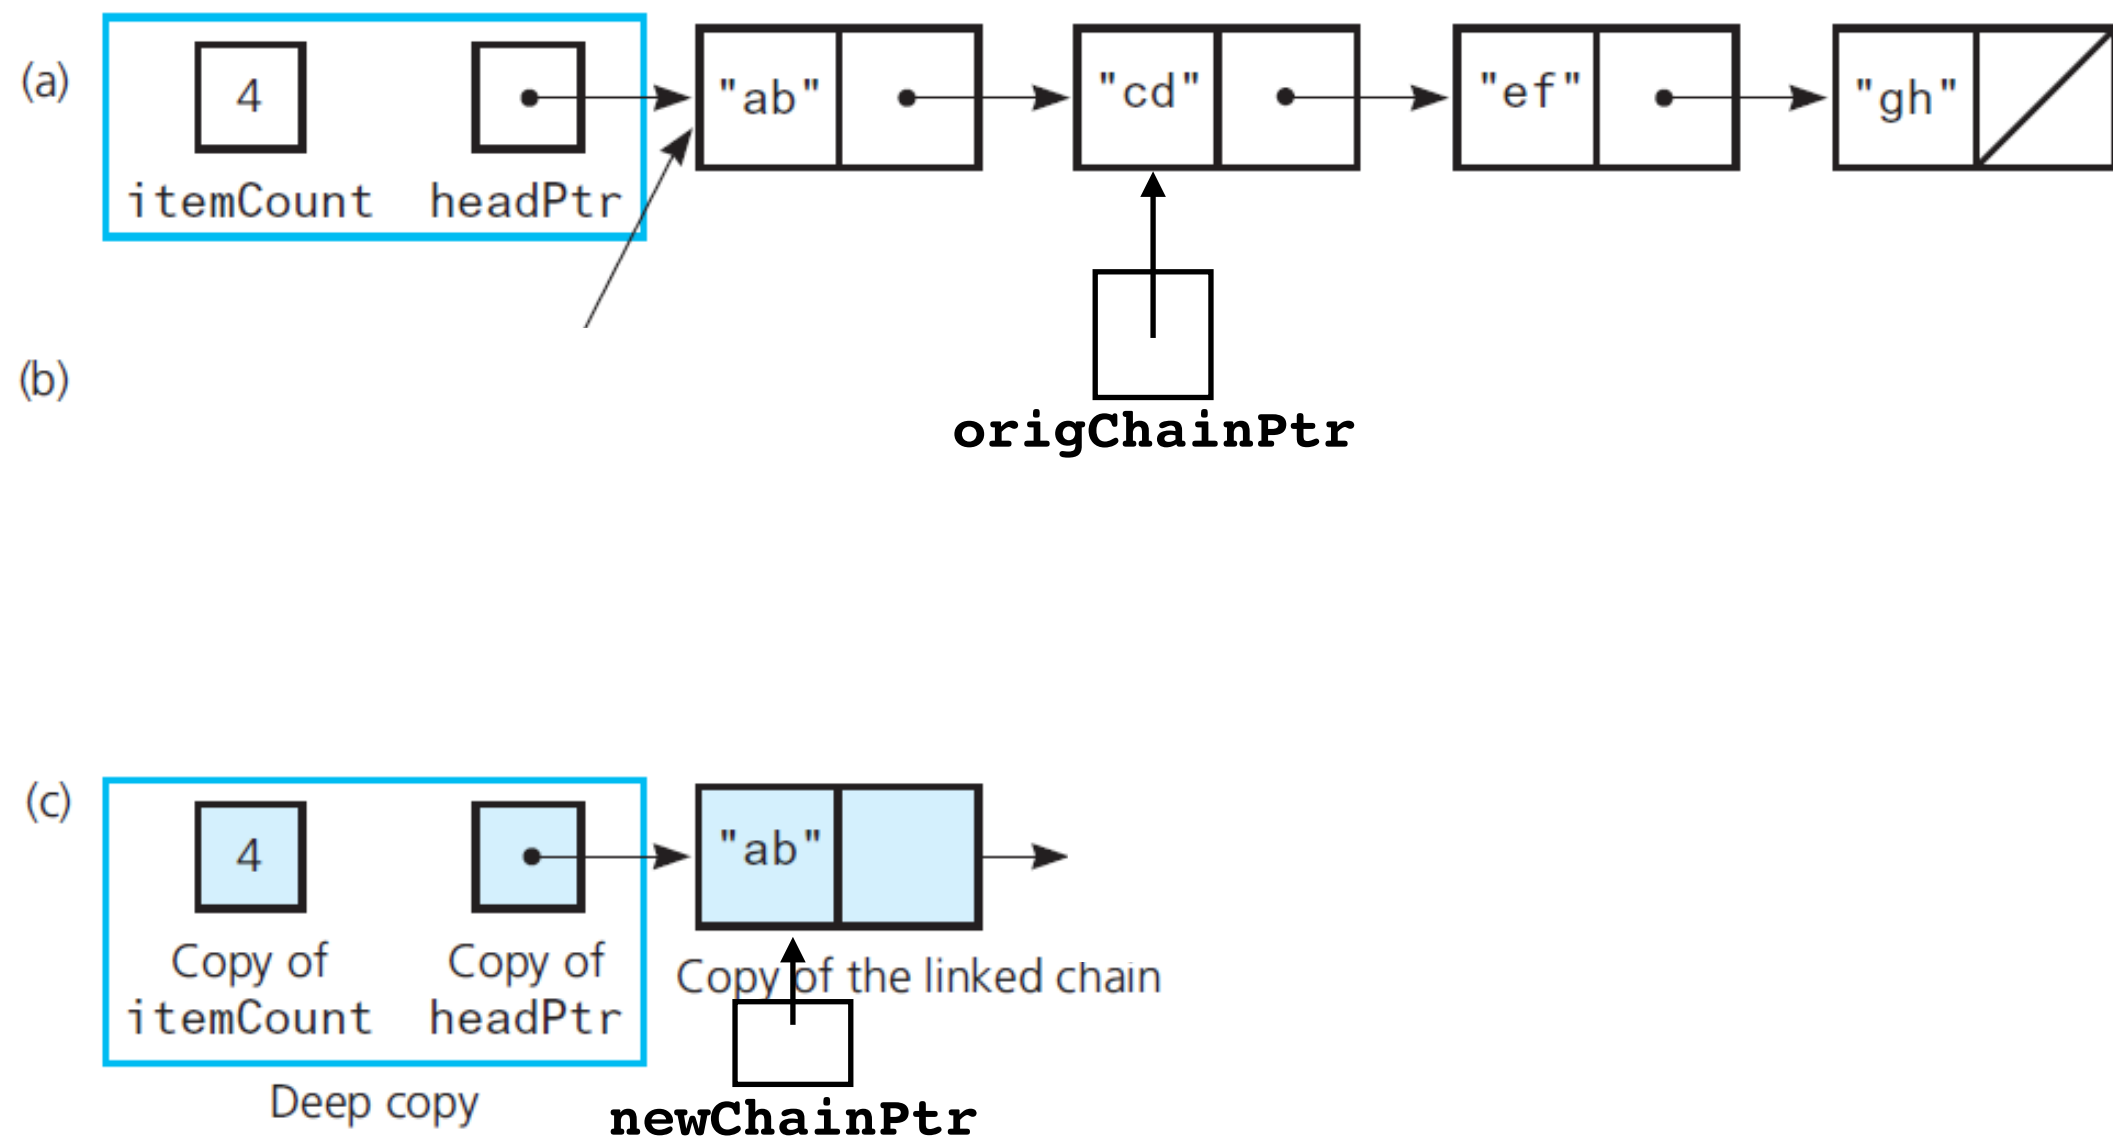 (a)
4
"ab"
"cd"
"ef"
"gh"
itemCount headPtr
(b)
origChainPtr
(c)
4
"ab"
Copy of
itemCount
Copy of
headPtr
Copy of the linked chain
Deep copy
newChainPtr